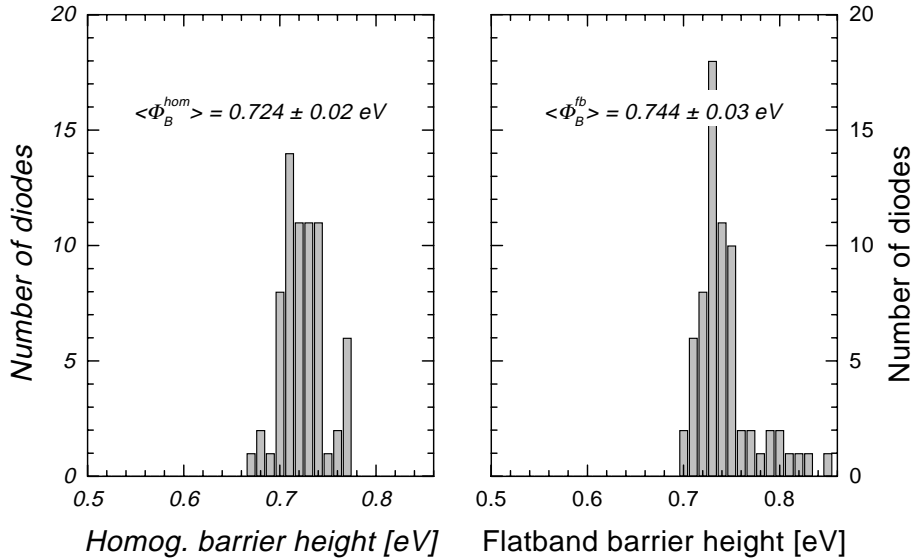 20
15
10
5
0
Number of diodes
<Φ_B^hom> = 0.724 ± 0.02 eV
0.5 0.6 0.7 0.8
Homog. barrier height [eV]
<Φ_B^fb> = 0.744 ± 0.03 eV
0.5 0.6 0.7 0.8
Flatband barrier height [eV]
20
15
10
5
0
Number of diodes